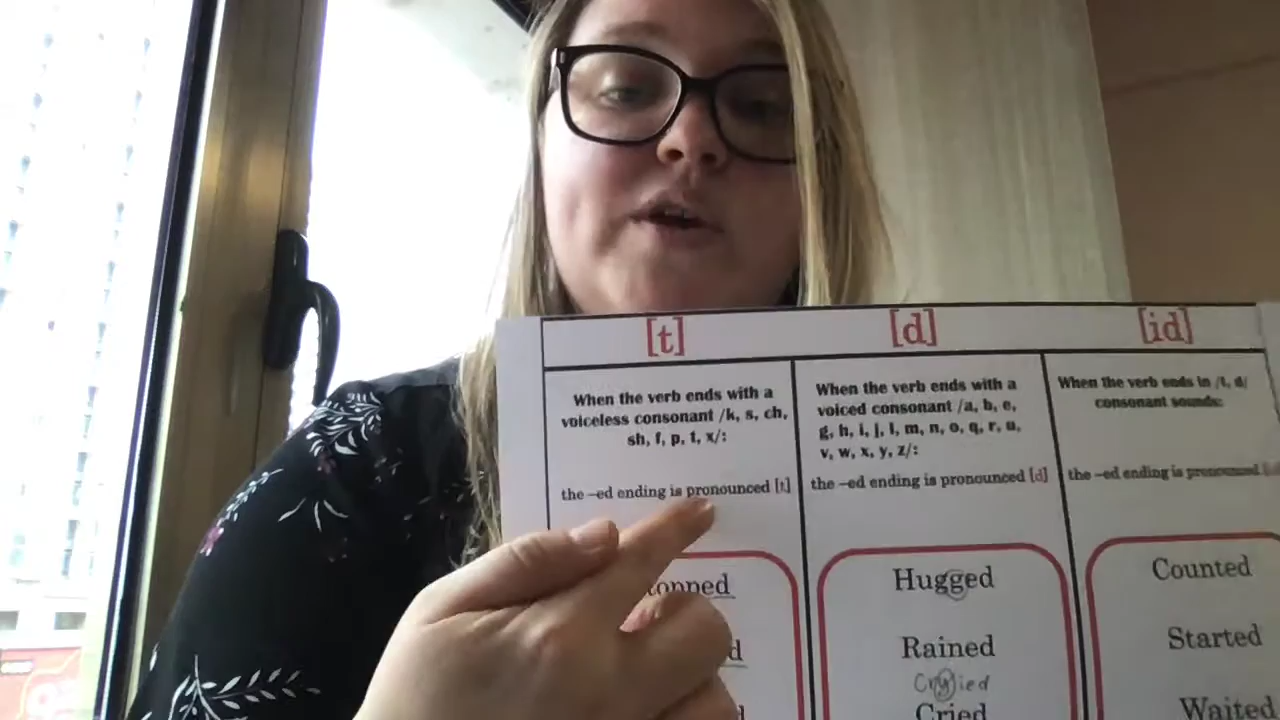 [t]
[d]
[id]
When the verb ends with a
voiceless consonant /k, s, ch,
sh, f, p, t, x/:
the –ed ending is pronounced [t]
When the verb ends with a
voiced consonant /a, b, e,
g, h, i, j, l, m, n, o, q, r, u,
v, w, x, y, z/:
the –ed ending is pronounced [d]
When the verb ends in /t, d/
consonant sounds:
the –ed ending is pronounced
Hugged
Rained
Cryied
Cried
Counted
Started
Waited